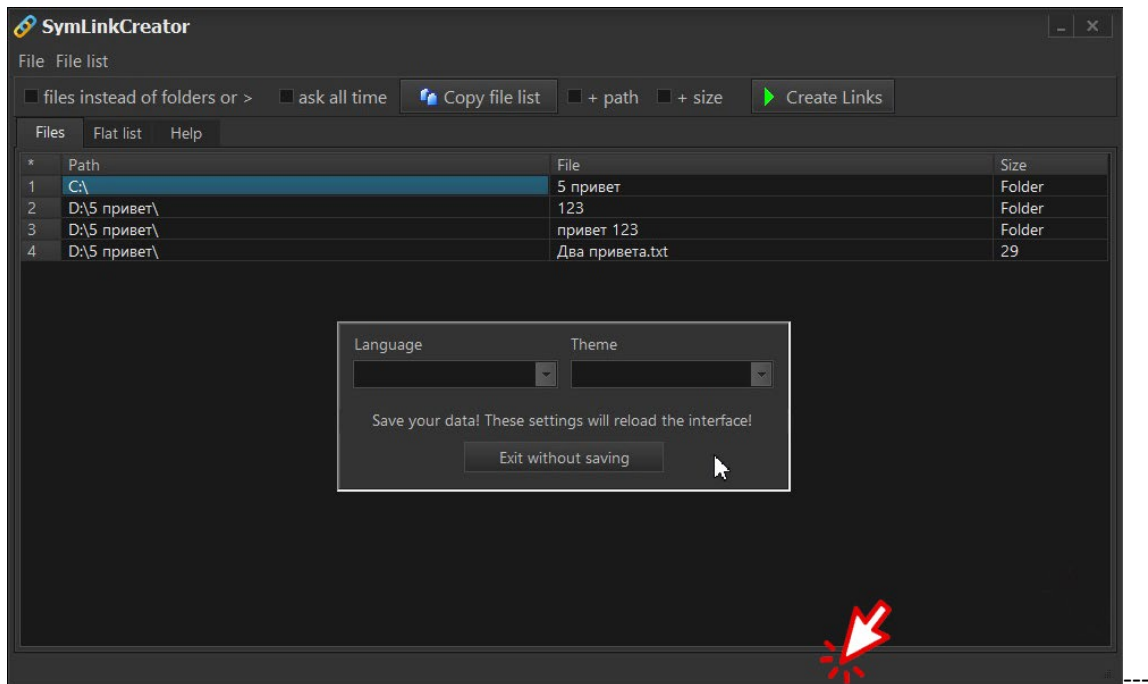 SymLinkCreator
File File list
files instead of folders or > ask all time Copy file list + path + size Create Links
Files Flat list Help
* Path File Size
1 C:\ 5 привет Folder
2 D:\5 привет\ 123 Folder
3 D:\5 привет\ привет 123 Folder
4 D:\5 привет\ Два привета.txt 29
Language Theme
Save your data! These settings will reload the interface!
Exit without saving
---